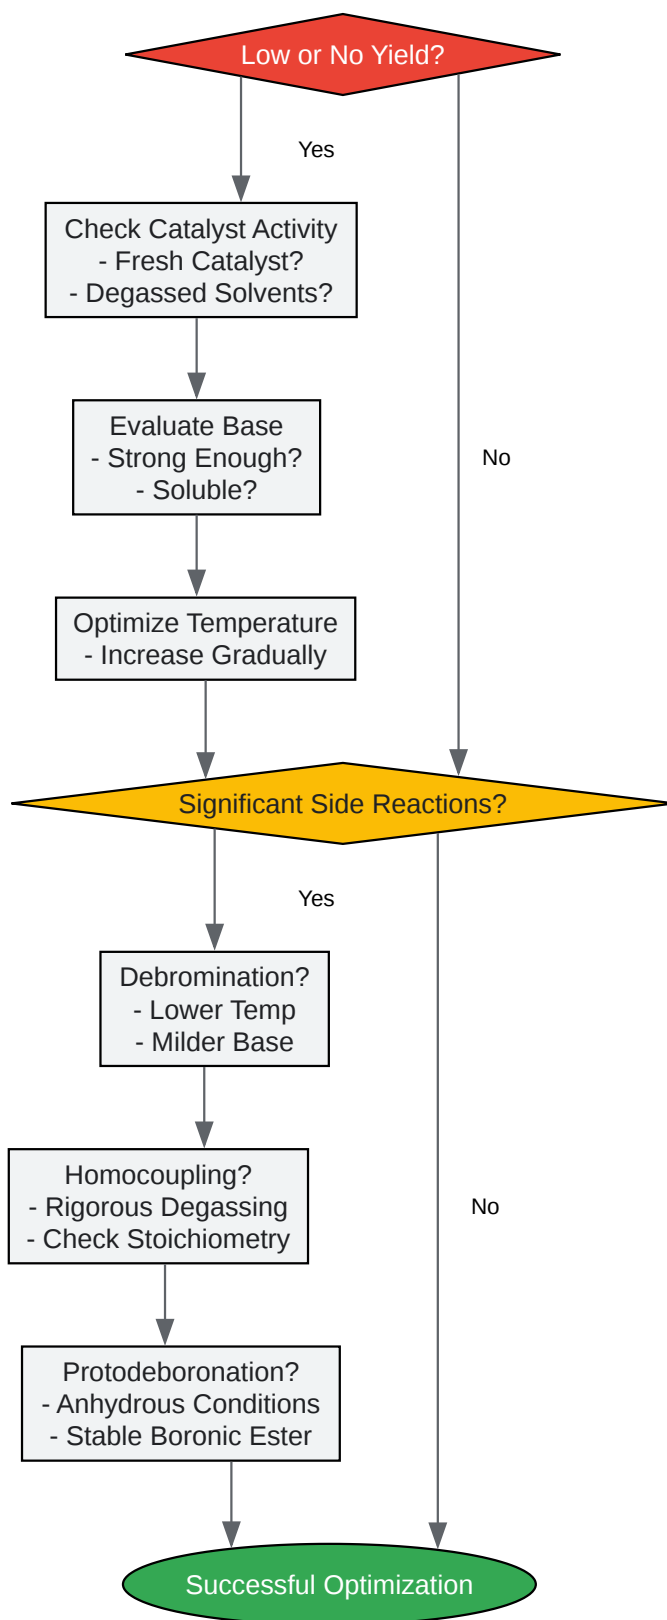 Low or No Yield?
Yes
Check Catalyst Activity
- Fresh Catalyst?
- Degassed Solvents?
Evaluate Base
- Strong Enough?
- Soluble?
No
Optimize Temperature
- Increase Gradually
Significant Side Reactions?
Yes
Debromination?
- Lower Temp
- Milder Base
Homocoupling?
- Rigorous Degassing
- Check Stoichiometry
No
Protodeboronation?
- Anhydrous Conditions
- Stable Boronic Ester
Successful Optimization